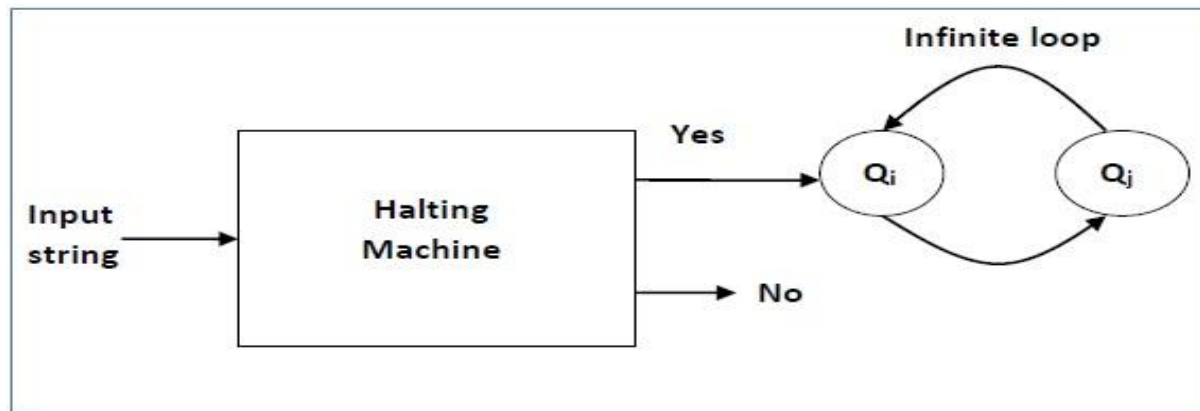 Infinite loop
Yes
Qi
Qj
Input
string
Halting
Machine
No